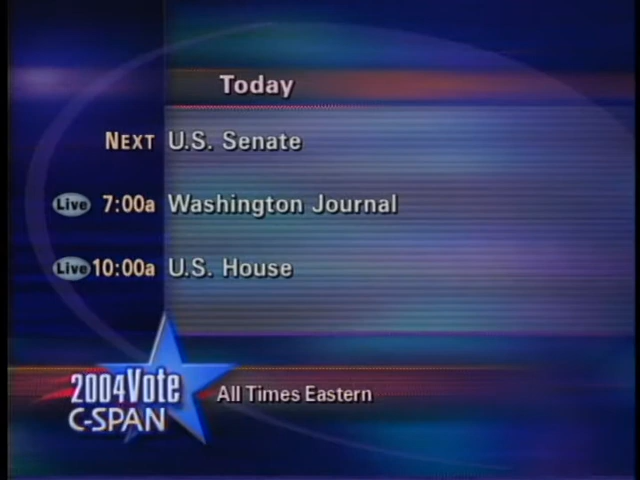 Today
NEXT U.S. Senate
Live 7:00a Washington Journal
Live 10:00a U.S. House
2004Vote
C-SPAN
All Times Eastern